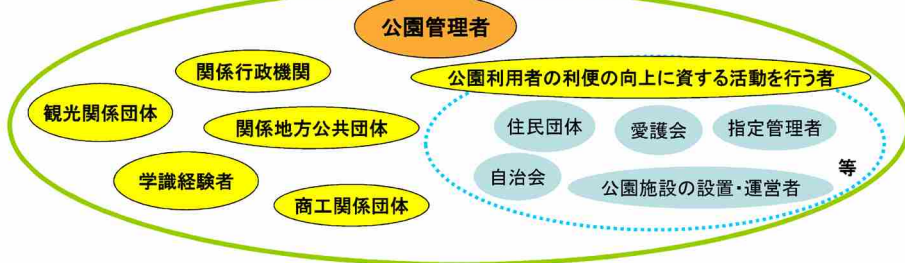 公園管理者
関係行政機関
公園利用者の利便の向上に資する活動を行う者
観光関係団体
関係地方公共団体
住民団体
愛護会
指定管理者
学識経験者
自治会
公園施設の設置・運営者
等
商工関係団体